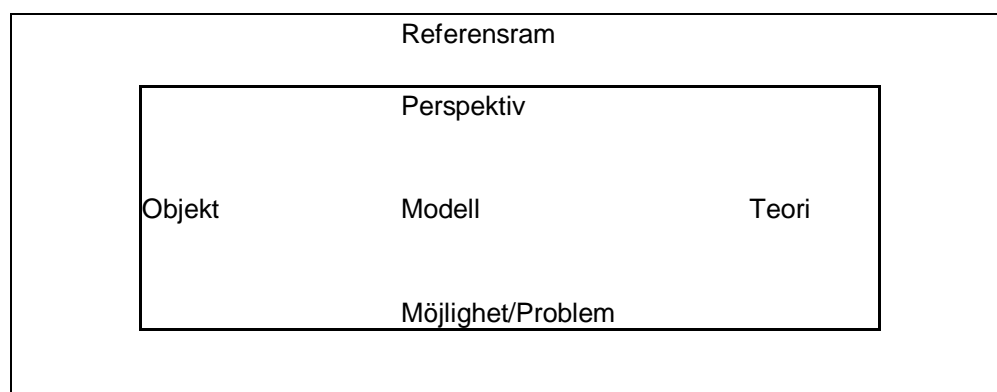 Referensram
Perspektiv
Objekt Modell Teori
Möjlighet/Problem